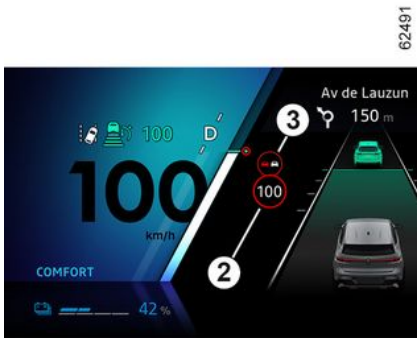 62491
Av de Lauzun
150 m
3
100
D
100
100
km/h
2
COMFORT
42 %